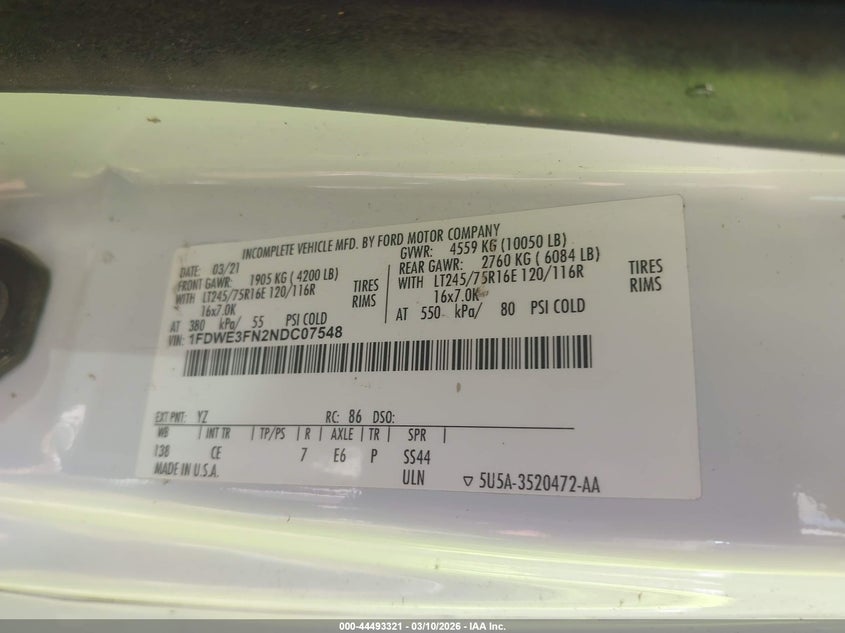 INCOMPLETE VEHICLE MFD. BY FORD MOTOR COMPANY
DATE: 03/21 GVWR: 4559 KG (10050 LB)
FRONT GAWR: 1905 KG (4200 LB) REAR GAWR: 2760 KG (6084 LB)
WITH LT245/75R16E 120/116R TIRES WITH LT245/75R16E 120/116R TIRES
16x7.0K RIMS 16x7.0K RIMS
AT 380 kPa/ 55 PSI COLD AT 550 kPa/ 80 PSI COLD
VIN: 1FDWE3FN2NDC07548
EXT PNT: YZ RC: 86 DSO:
WB INT TR TP/PS R AXLE TR SPR
138 CE 7 E6 P SS44
MADE IN U.S.A. ULN ▽ 5U5A-3520472-AA
000-44493321 — 03/10/2026 — IAA Inc.